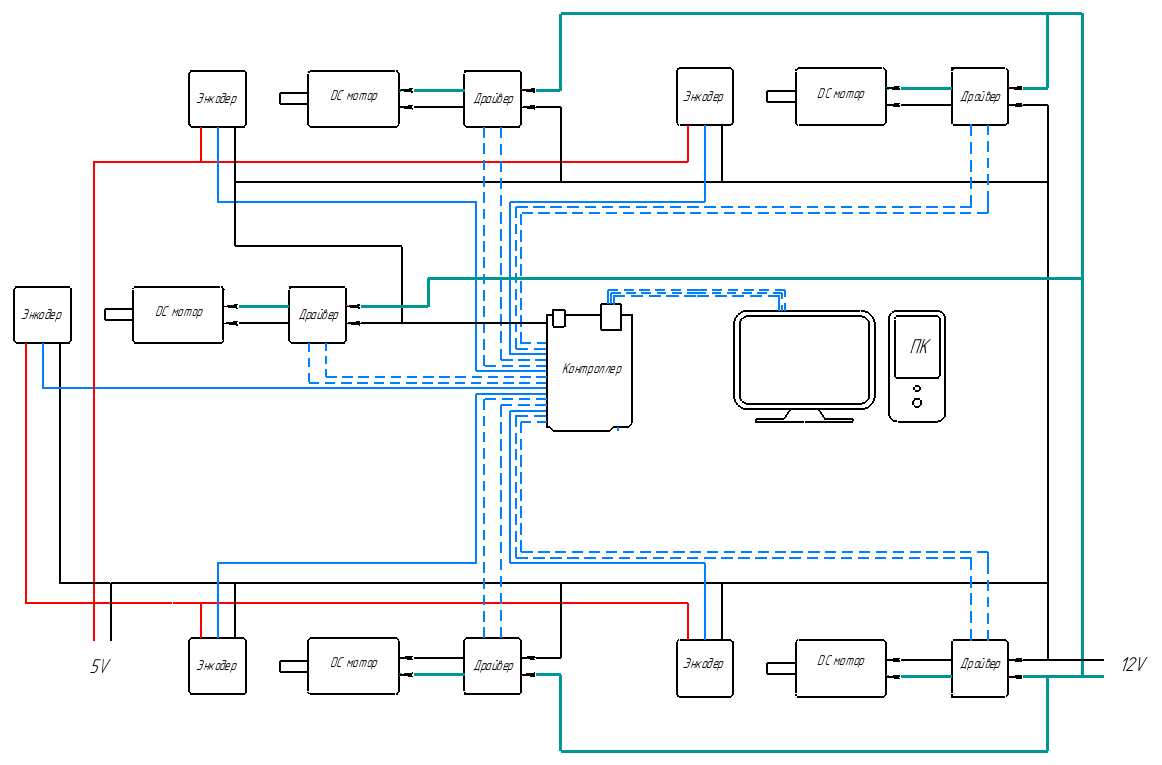 Энкодер
DC мотор
Драйвер
Энкодер
DC мотор
Драйвер
Энкодер
DC мотор
Драйвер
Контроллер
ПК
5V
Энкодер
DC мотор
Драйвер
Энкодер
DC мотор
Драйвер
12V